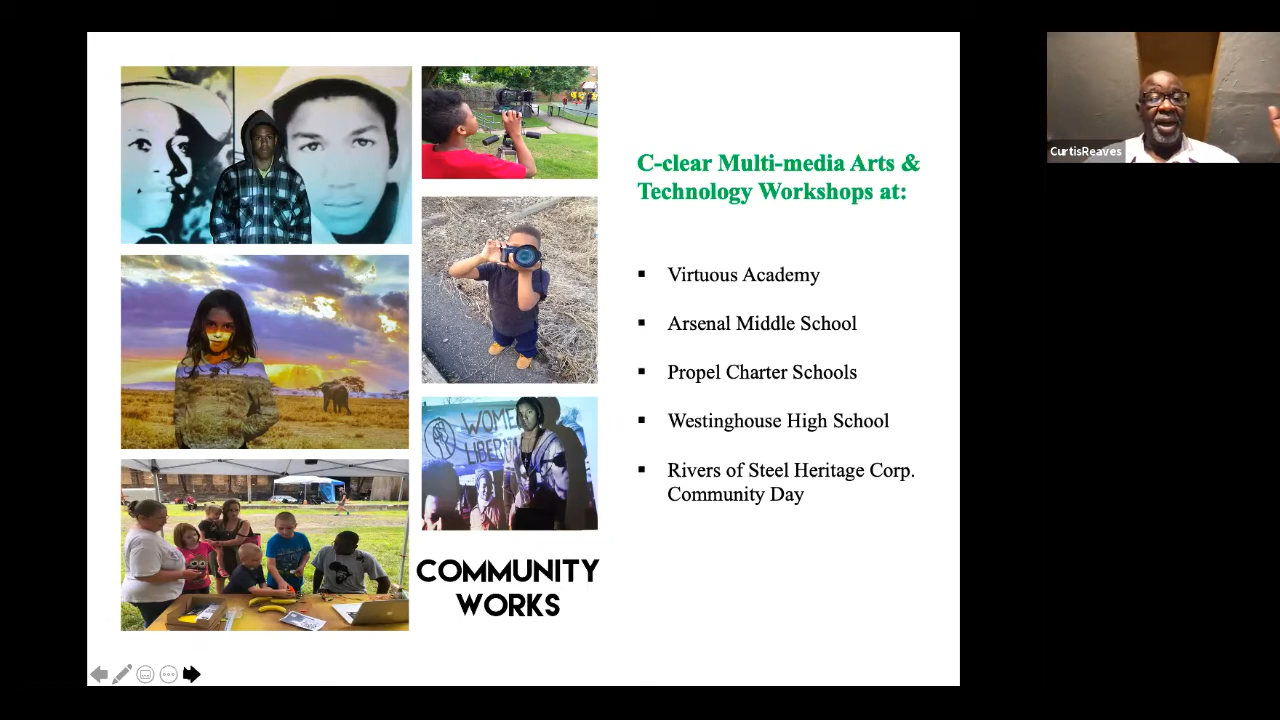 C-clear Multi-media Arts &
Technology Workshops at:
Virtuous Academy
Arsenal Middle School
Propel Charter Schools
Westinghouse High School
Rivers of Steel Heritage Corp.
Community Day
WOMEN
COMMUNITY
WORKS
CurtisReaves